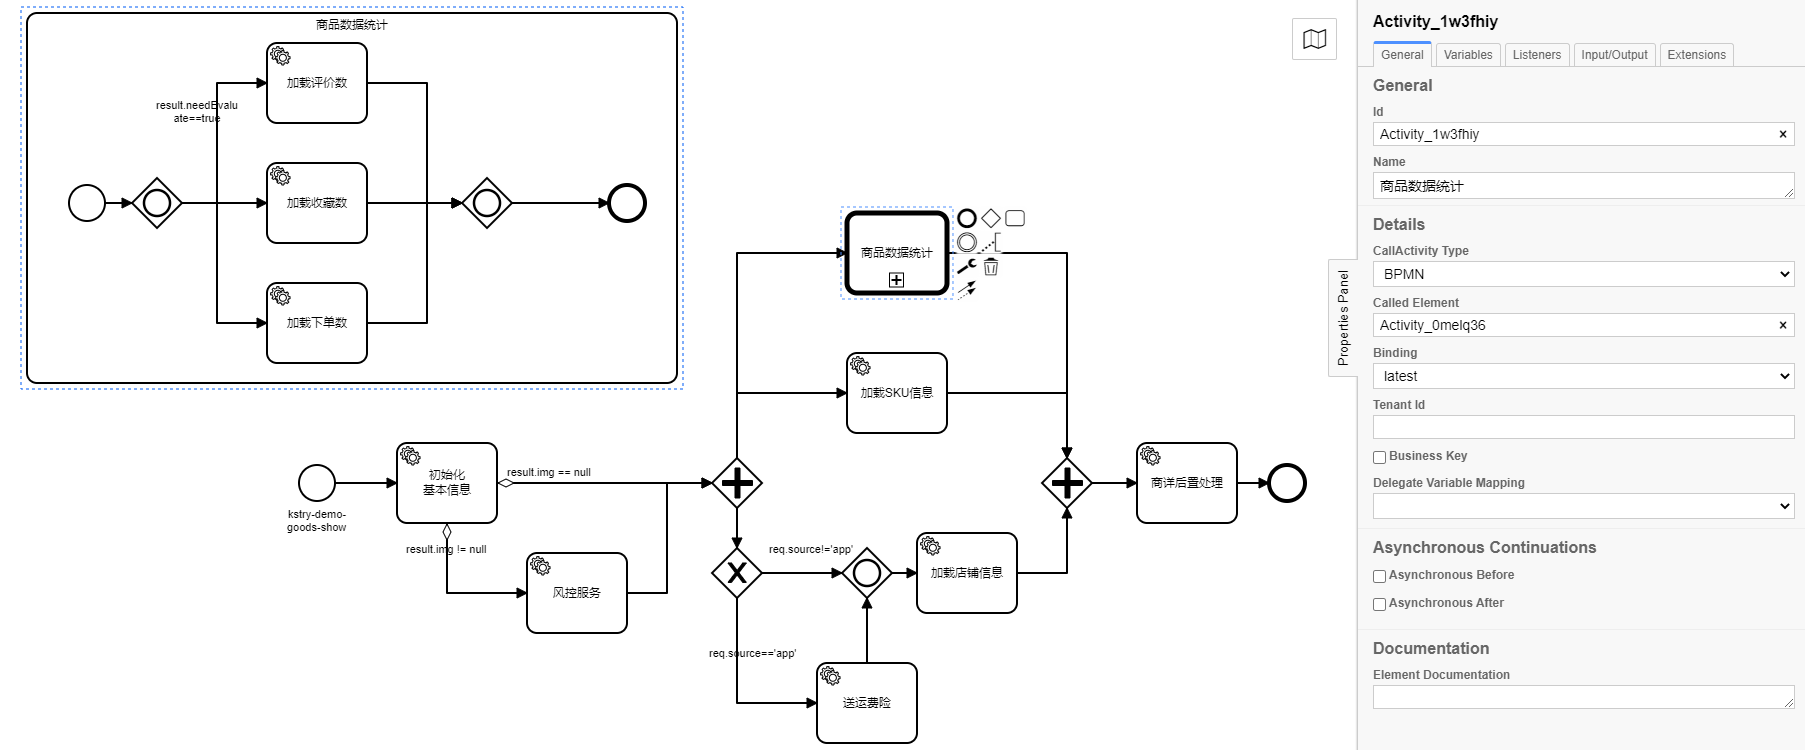 商品数据统计
加载评价数
result.needEvalu
ate==true
加载收藏数
加载下单数
商品数据统计
加载SKU信息
初始化
基本信息
result.img == null
kstry-demo-
goods-show
result.img != null
风控服务
req.source!='app'
加载店铺信息
商详后置处理
req.source=='app'
送运费险
Properties Panel
Activity_1w3fhiy
General
Variables
Listeners
Input/Output
Extensions
General
Id
Activity_1w3fhiy
Name
商品数据统计
Details
CallActivity Type
BPMN
Called Element
Activity_0melq36
Binding
latest
Tenant Id
Business Key
Delegate Variable Mapping
Asynchronous Continuations
Asynchronous Before
Asynchronous After
Documentation
Element Documentation